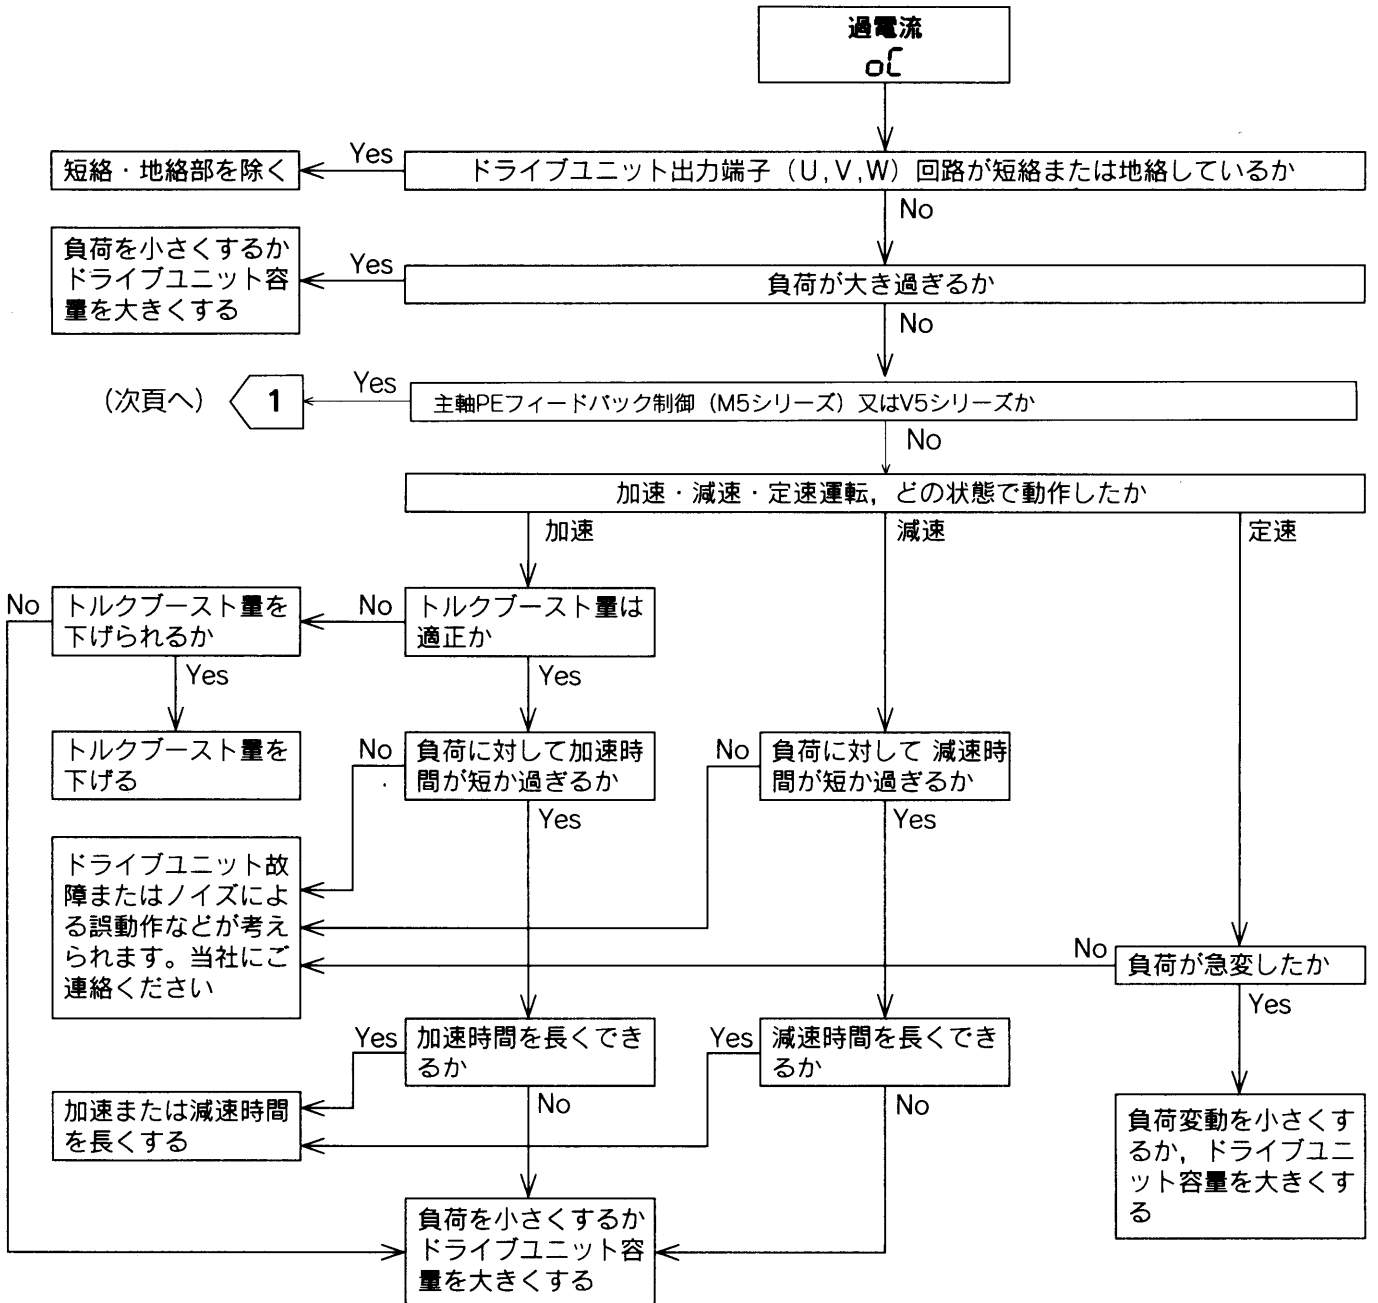 過電流
oC
Yes
短絡・地絡部を除く
ドライブユニット出力端子（U,V,W）回路が短絡または地絡しているか
No
負荷を小さくするか
ドライブユニット容
量を大きくする
Yes
負荷が大き過ぎるか
No
（次頁へ）
1
Yes
主軸PEフィードバック制御（M5シリーズ）又はV5シリーズか
No
加速・減速・定速運転，どの状態で動作したか
加速
減速
定速
No
トルクブースト量を
下げられるか
No
トルクブースト量は
適正か
Yes
Yes
トルクブースト量を
下げる
No
負荷に対して加速時
間が短か過ぎるか
No
負荷に対して 減速時
間が短か過ぎるか
Yes
Yes
ドライブユニット故
障またはノイズによ
る誤動作などが考え
られます。当社にご
連絡ください
No
負荷が急変したか
Yes
Yes
加速時間を長くでき
るか
Yes
減速時間を長くでき
るか
No
No
加速または減速時間
を長くする
負荷変動を小さくす
るか，ドライブユニ
ット容量を大きくす
る
負荷を小さくするか
ドライブユニット容
量を大きくする